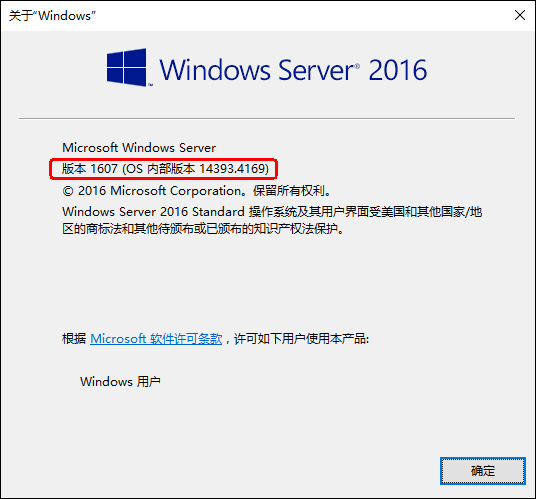 关于“Windows”
Windows Server® 2016
Microsoft Windows Server
版本 1607 (OS 内部版本 14393.4169)
© 2016 Microsoft Corporation。保留所有权利。
Windows Server 2016 Standard 操作系统及其用户界面受美国和其他国家/地
区的商标法和其他待颁布或已颁布的知识产权法保护。
根据 Microsoft 软件许可条款，许可如下用户使用本产品:
Windows 用户
确定